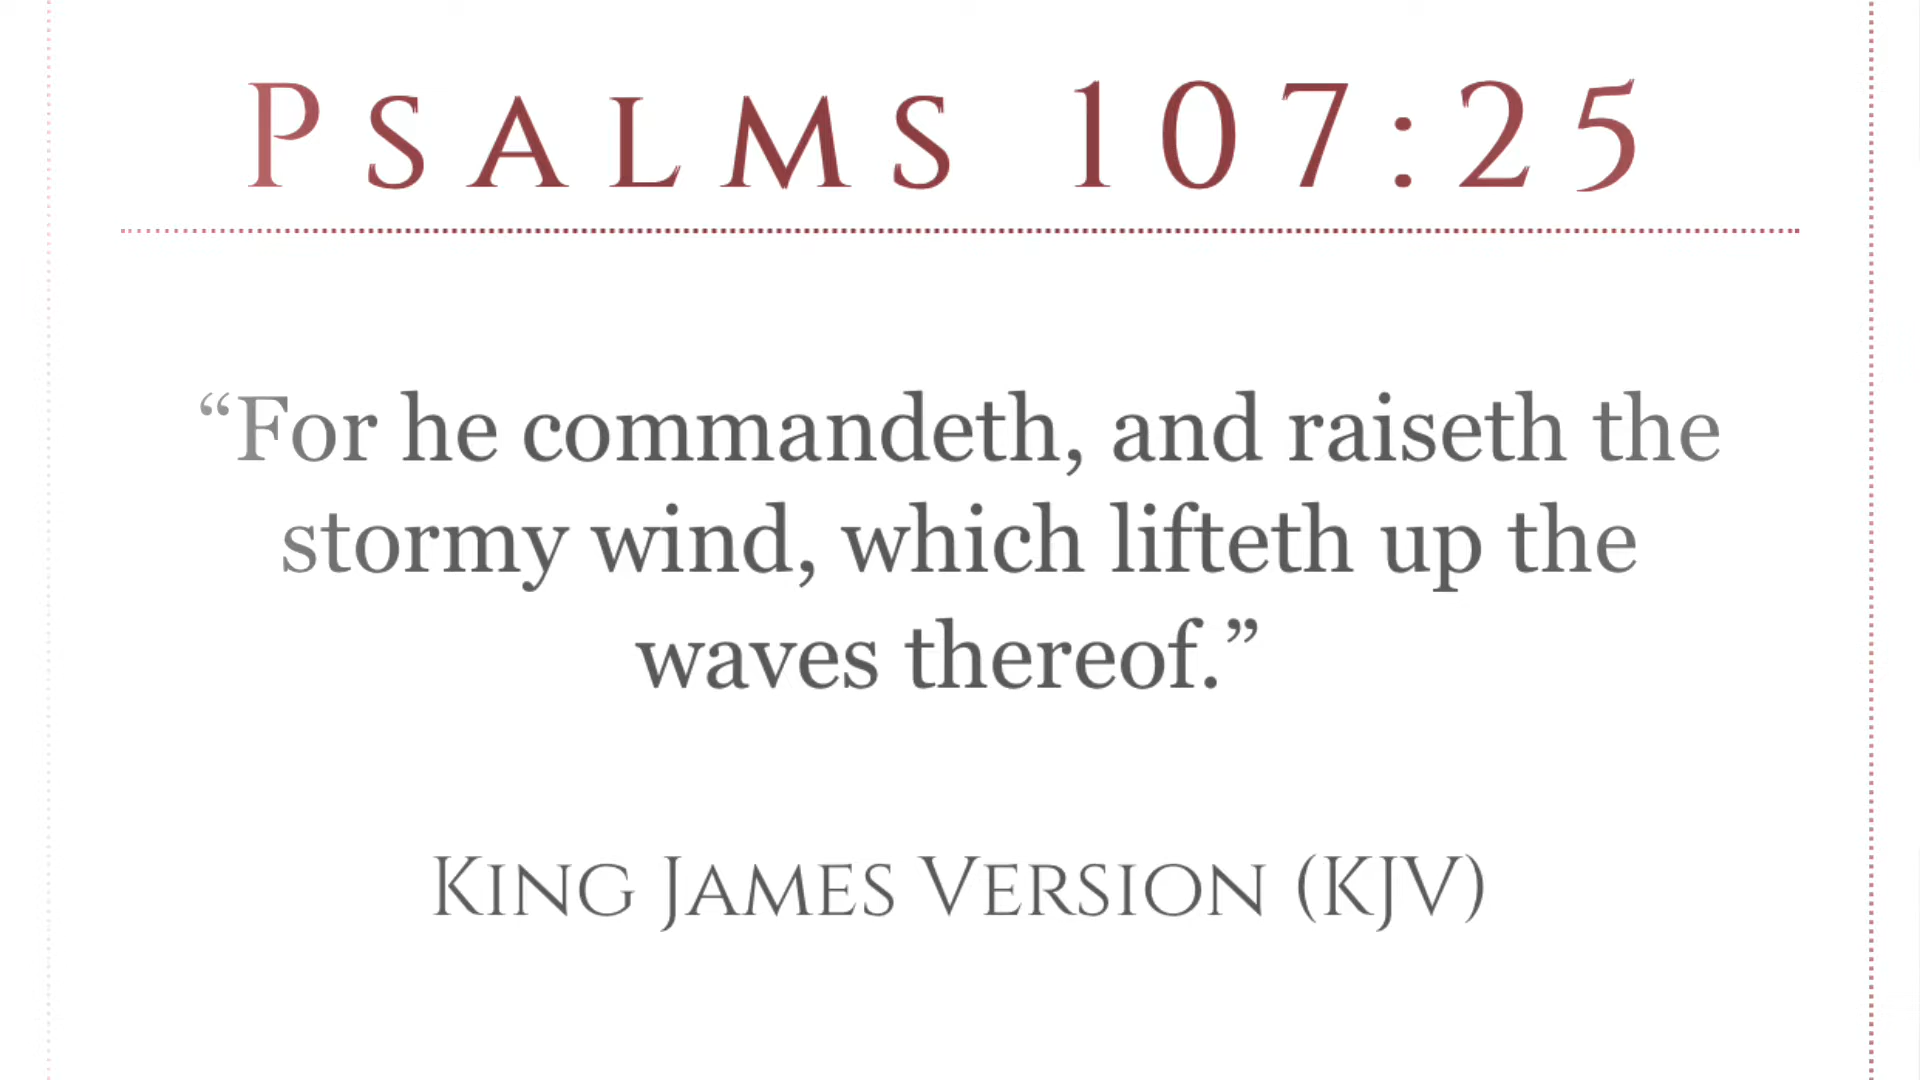 Psalms 107:25
“For he commandeth, and raiseth the
stormy wind, which lifteth up the
waves thereof.”
King James Version (KJV)